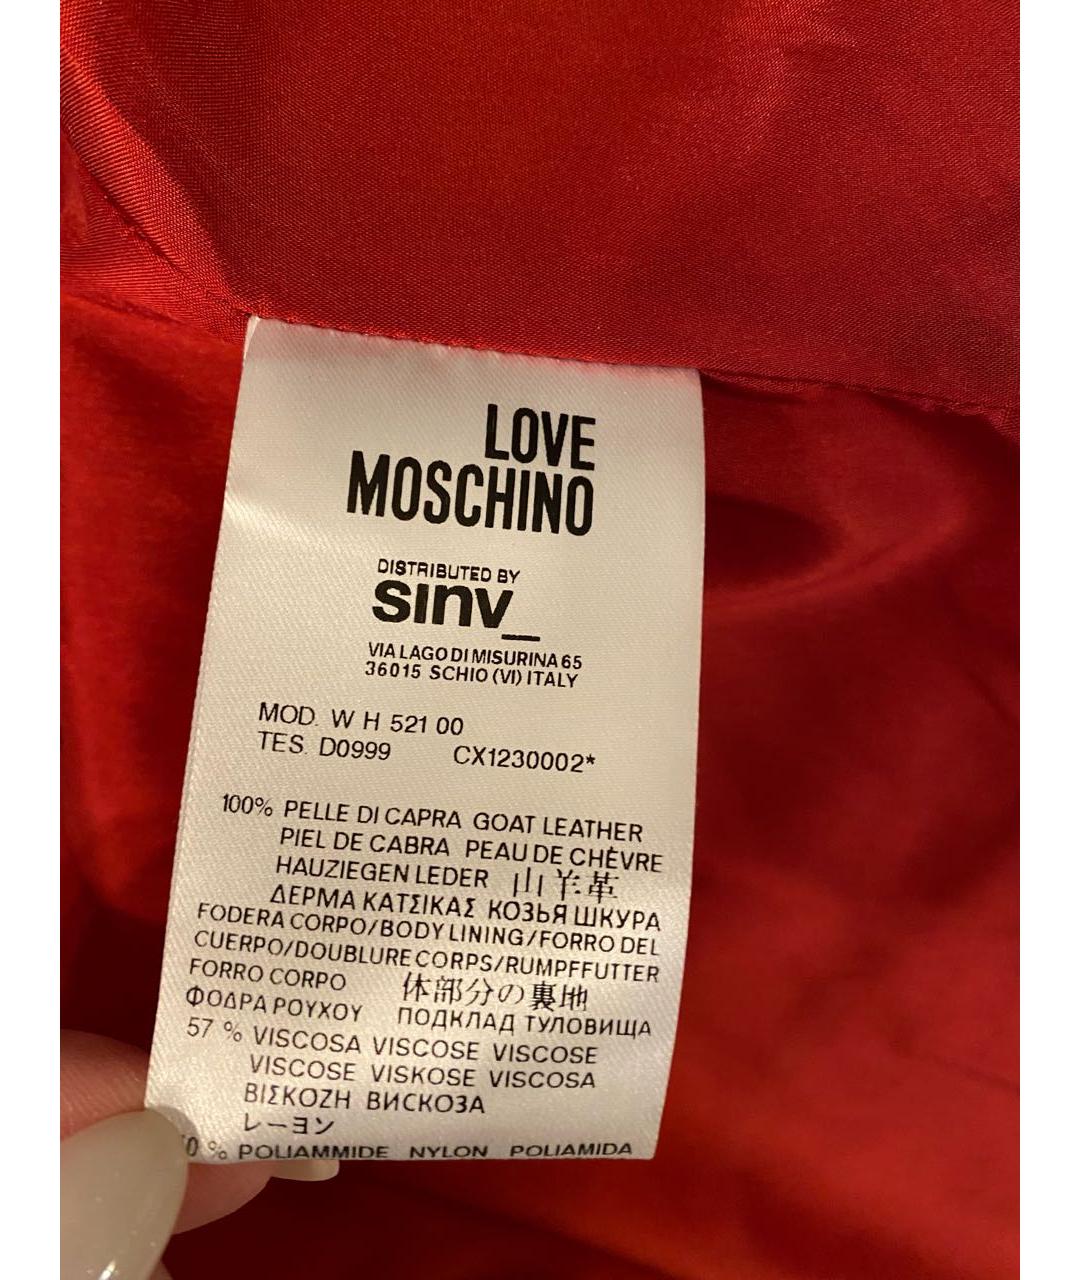 LOVE
MOSCHINO
DISTRIBUTED BY
sinv_
VIA LAGO DI MISURINA 65
36015 SCHIO (VI) ITALY
MOD. W H 521 00
TES. D0999 CX1230002*
100% PELLE DI CAPRA GOAT LEATHER
PIEL DE CABRA PEAU DE CHÈVRE
HAUZIEGEN LEDER 山羊革
ΔΕΡΜΑ ΚΑΤΣΙΚΑΣ КОЗЬЯ ШКУРА
FODERA CORPO/BODY LINING/FORRO DEL
CUERPO/DOUBLURE CORPS/RUMPFFUTTER
FORRO CORPO 体部分の裏地
ΦΟΔΡΑ ΡΟΥΧΟΥ ПОДКЛАД ТУЛОВИЩА
57 % VISCOSA VISCOSE VISCOSE
VISCOSE VISKOSE VISCOSA
ΒΙΣΚΟΖΗ ВИСКОЗА
レーヨン
% POLIAMMIDE NYLON POLIAMIDA